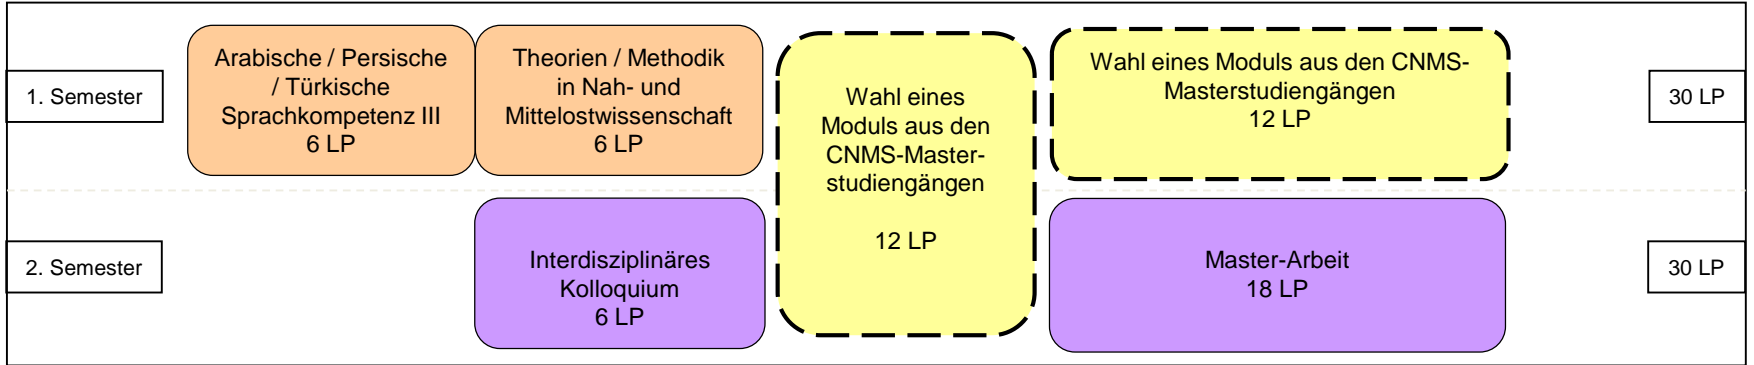 1. Semester
Arabische / Persische
/ Türkische
Sprachkompetenz III
6 LP
Theorien / Methodik
in Nah- und
Mittelostwissenschaft
6 LP
Wahl eines
Moduls aus den
CNMS-Master-
studiengängen
12 LP
Wahl eines Moduls aus den CNMS-
Masterstudiengängen
12 LP
30 LP
2. Semester
Interdisziplinäres
Kolloquium
6 LP
Master-Arbeit
18 LP
30 LP